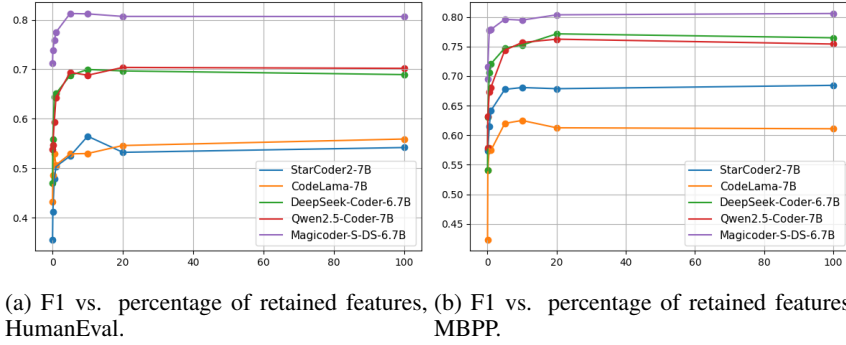 0.8
0.7
0.6
0.5
0.4
0 20 40 60 80 100
StarCoder2-7B
CodeLama-7B
DeepSeek-Coder-6.7B
Qwen2.5-Coder-7B
Magicoder-S-DS-6.7B
0.80
0.75
0.70
0.65
0.60
0.55
0.50
0.45
0 20 40 60 80 100
StarCoder2-7B
CodeLama-7B
DeepSeek-Coder-6.7B
Qwen2.5-Coder-7B
Magicoder-S-DS-6.7B
(a) F1 vs. percentage of retained features,
HumanEval.
(b) F1 vs. percentage of retained features
MBPP.